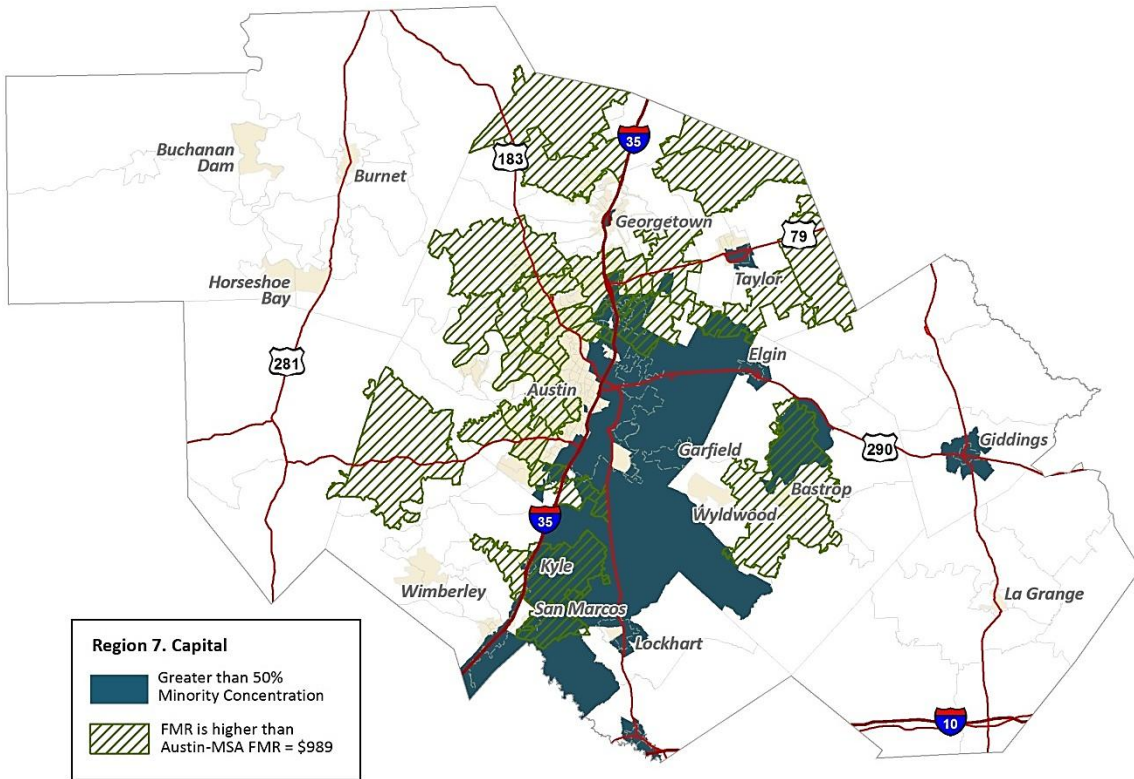 35
183
Buchanan
Dam
Burnet
Georgetown
79
Taylor
Horseshoe
Bay
281
Elgin
Austin
Giddings
290
Garfield
Bastrop
Wyldwood
35
Kyle
Wimberley
La Grange
San Marcos
Lockhart
10
Region 7. Capital
Greater than 50%
Minority Concentration
FMR is higher than
Austin-MSA FMR = $989